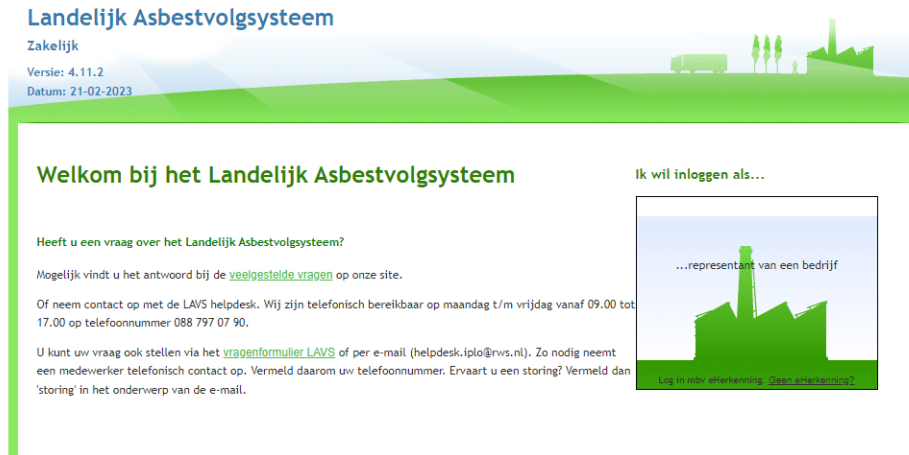 Landelijk Asbestvolgsysteem
Zakelijk
Versie: 4.11.2
Datum: 21-02-2023
Welkom bij het Landelijk Asbestvolgsysteem
Heeft u een vraag over het Landelijk Asbestvolgsysteem?
Mogelijk vindt u het antwoord bij de veelgestelde vragen op onze site.
Of neem contact op met de LAVS helpdesk. Wij zijn telefonisch bereikbaar op maandag t/m vrijdag vanaf 09.00 tot
17.00 op telefoonnummer 088 797 07 90.
U kunt uw vraag ook stellen via het vragenformulier LAVS of per e-mail (helpdesk.iplo@rws.nl). Zo nodig neemt
een medewerker telefonisch contact op. Vermeld daarom uw telefoonnummer. Ervaart u een storing? Vermeld dan
'storing' in het onderwerp van de e-mail.
Ik wil inloggen als...
...representant van een bedrijf
Log in mbv eHerkenning. Geen eHerkenning?